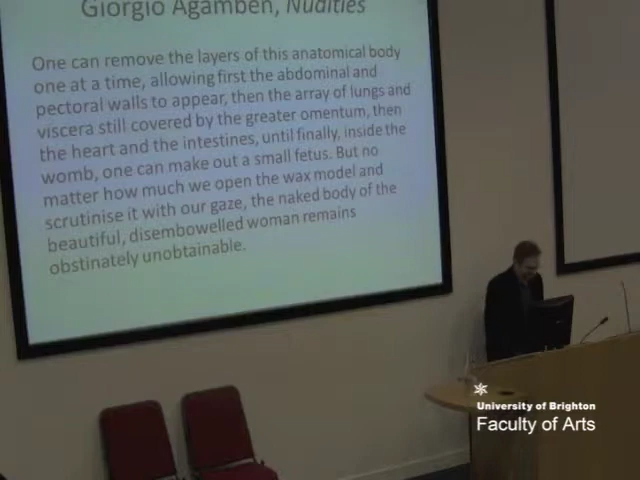 Giorgio Agamben, Nudities
One can remove the layers of this anatomical body
one at a time, allowing first the abdominal and
pectoral walls to appear, then the array of lungs and
viscera still covered by the greater omentum, then
the heart and the intestines, until finally, inside the
womb, one can make out a small fetus. But no
matter how much we open the wax model and
scrutinise it with our gaze, the naked body of the
beautiful, disembowelled woman remains
obstinately unobtainable.
University of Brighton
Faculty of Arts